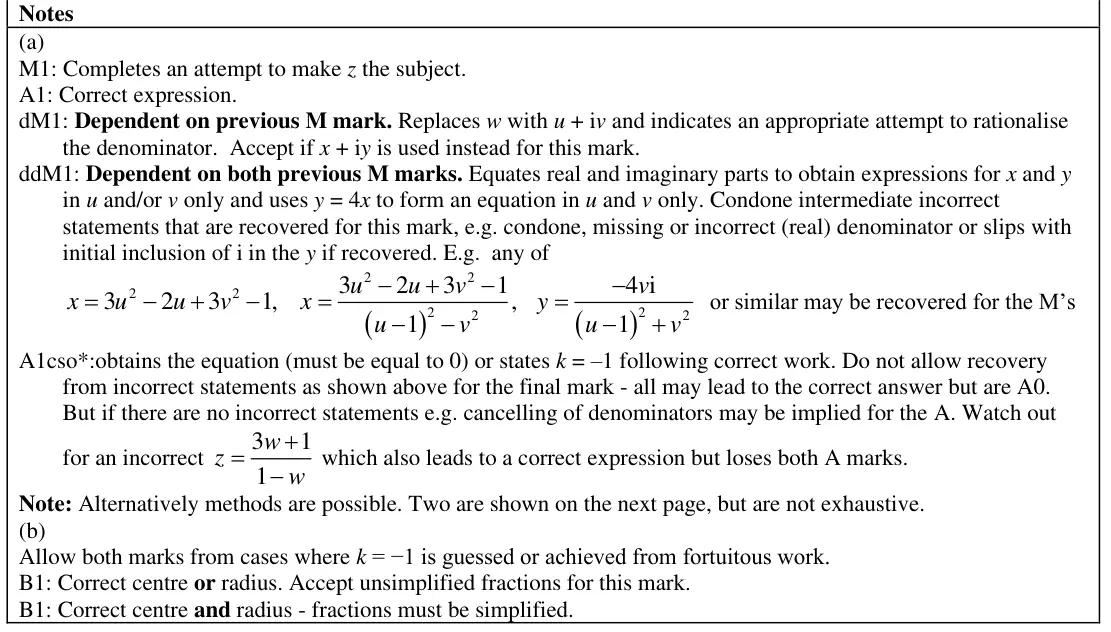 Notes
(a)
M1: Completes an attempt to make z the subject.
A1: Correct expression.
dM1: Dependent on previous M mark. Replaces w with u + iv and indicates an appropriate attempt to rationalise
the denominator.  Accept if x + iy is used instead for this mark.
ddM1: Dependent on both previous M marks. Equates real and imaginary parts to obtain expressions for x and y
in u and/or v only and uses y = 4x to form an equation in u and v only. Condone intermediate incorrect
statements that are recovered for this mark, e.g. condone, missing or incorrect (real) denominator or slips with
initial inclusion of i in the y if recovered. E.g.  any of
x = 3u² − 2u + 3v² − 1,  x = (3u² − 2u + 3v² − 1)/((u − 1)² − v²),  y = (−4vi)/((u − 1)² + v²)  or similar may be recovered for the M's
A1cso*:obtains the equation (must be equal to 0) or states k = –1 following correct work. Do not allow recovery
from incorrect statements as shown above for the final mark - all may lead to the correct answer but are A0.
But if there are no incorrect statements e.g. cancelling of denominators may be implied for the A. Watch out
for an incorrect z = (3w + 1)/(1 − w) which also leads to a correct expression but loses both A marks.
Note: Alternatively methods are possible. Two are shown on the next page, but are not exhaustive.
(b)
Allow both marks from cases where k = −1 is guessed or achieved from fortuitous work.
B1: Correct centre or radius. Accept unsimplified fractions for this mark.
B1: Correct centre and radius - fractions must be simplified.